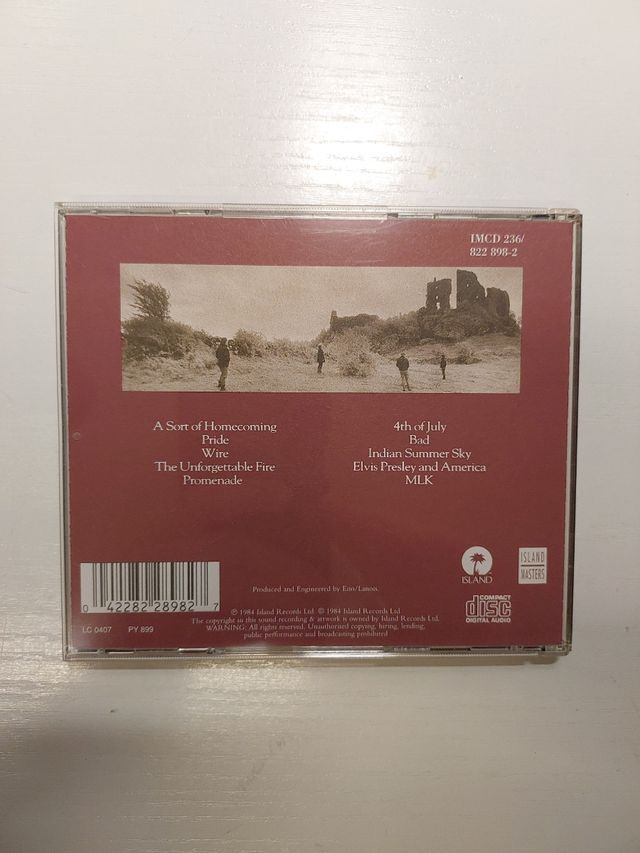 IMCD 236/
822 898-2
A Sort of Homecoming
Pride
Wire
The Unforgettable Fire
Promenade
4th of July
Bad
Indian Summer Sky
Elvis Presley and America
MLK
ISLAND
ISLAND
MASTERS
0 42282 28982 7
LC 0407 PY 899
Produced and Engineered by Eno/Lanois.
℗ 1984 Island Records Ltd. © 1984 Island Records Ltd
The copyright in this sound recording & artwork is owned by Island Records Ltd.
WARNING: All rights reserved. Unauthorised copying, hiring, lending,
public performance and broadcasting prohibited
COMPACT
disc
DIGITAL AUDIO